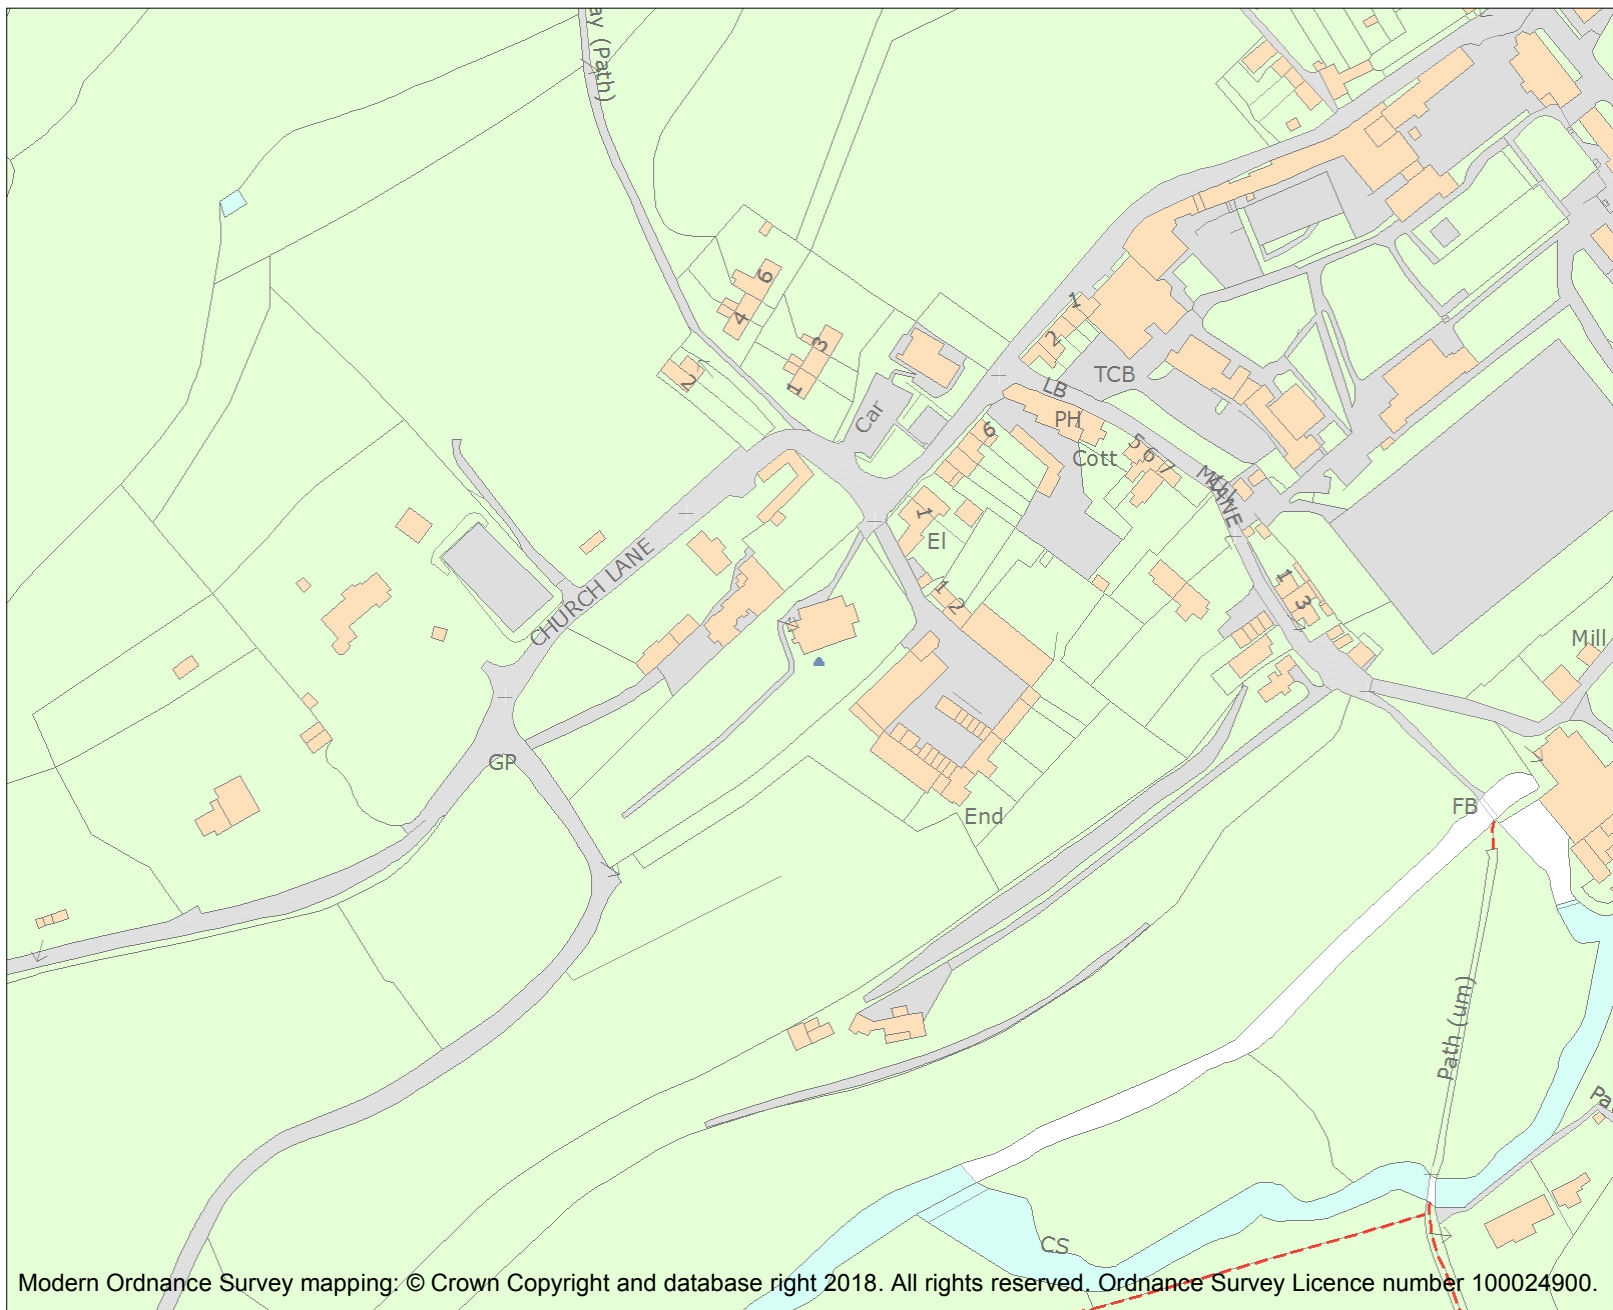 ay (Path)
6
4
3
1
2
1
2
TCB
LB
PH
Car
6
Cott
5 6 7
MILL
LANE
1
El
CHURCH LANE
1 2
1
3
Mill
GP
End
FB
Path (um)
Pa
CS
Modern Ordnance Survey mapping: © Crown Copyright and database right 2018. All rights reserved. Ordnance Survey Licence number 100024900.